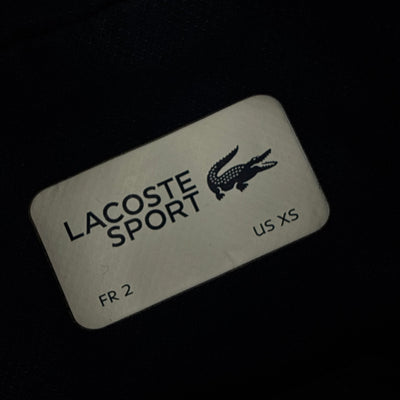 LACOSTE
SPORT
FR 2
US XS